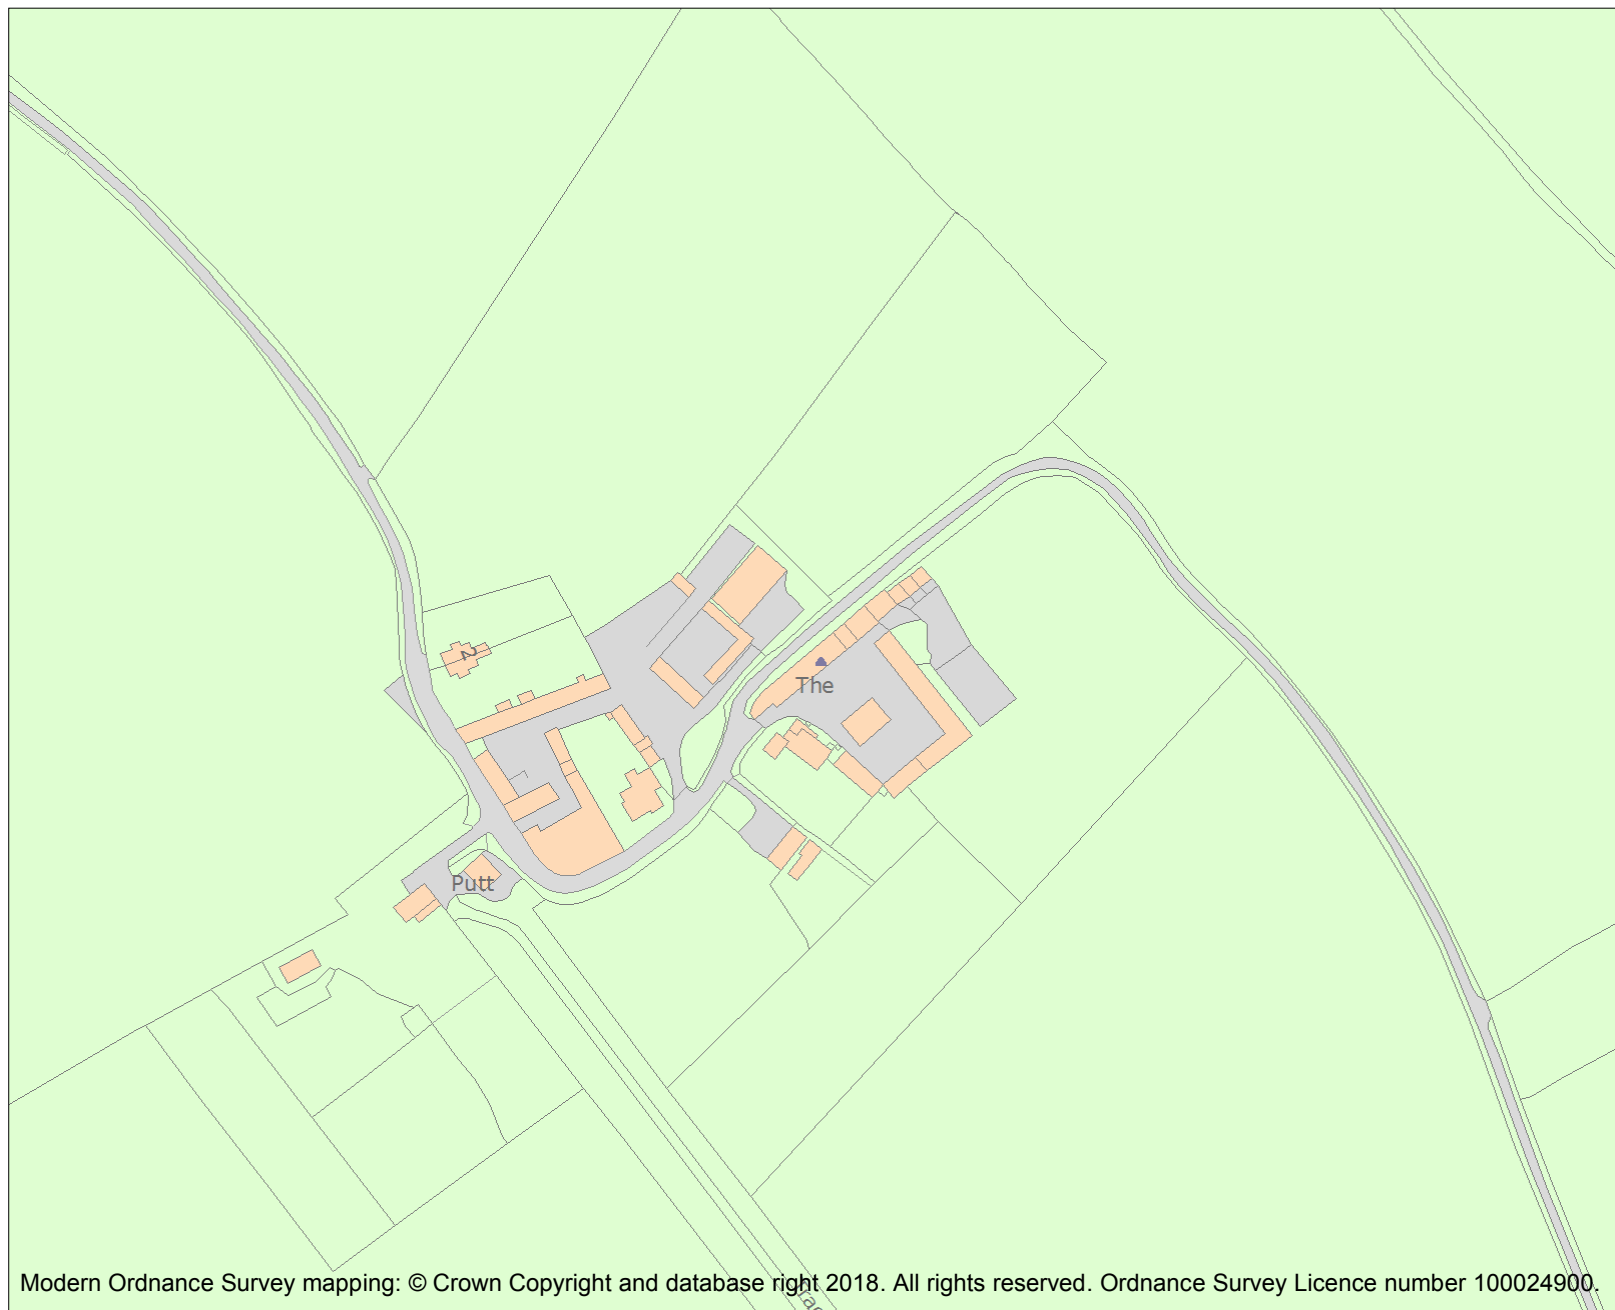 2
The
Putt
Modern Ordnance Survey mapping: © Crown Copyright and database right 2018. All rights reserved. Ordnance Survey Licence number 100024900.